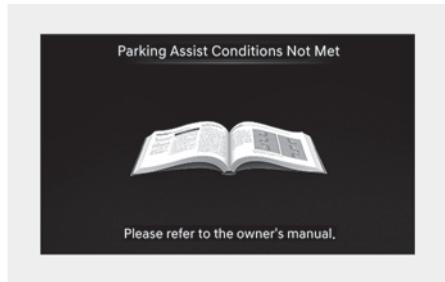 Parking Assist Conditions Not Met
Please refer to the owner's manual.